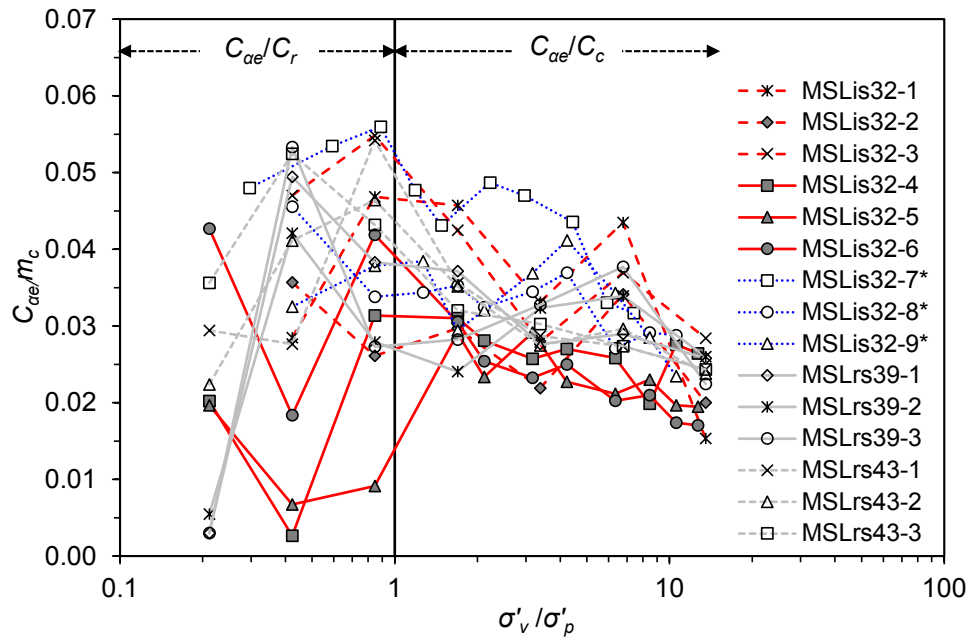 0.07
0.06
0.05
0.04
0.03
0.02
0.01
0.00
Cαe/mc
Cαe/Cr
Cαe/Cc
MSLis32-1
MSLis32-2
MSLis32-3
MSLis32-4
MSLis32-5
MSLis32-6
MSLis32-7*
MSLis32-8*
MSLis32-9*
MSLrs39-1
MSLrs39-2
MSLrs39-3
MSLrs43-1
MSLrs43-2
MSLrs43-3
0.1 1 10 100
σ'v/σ'p